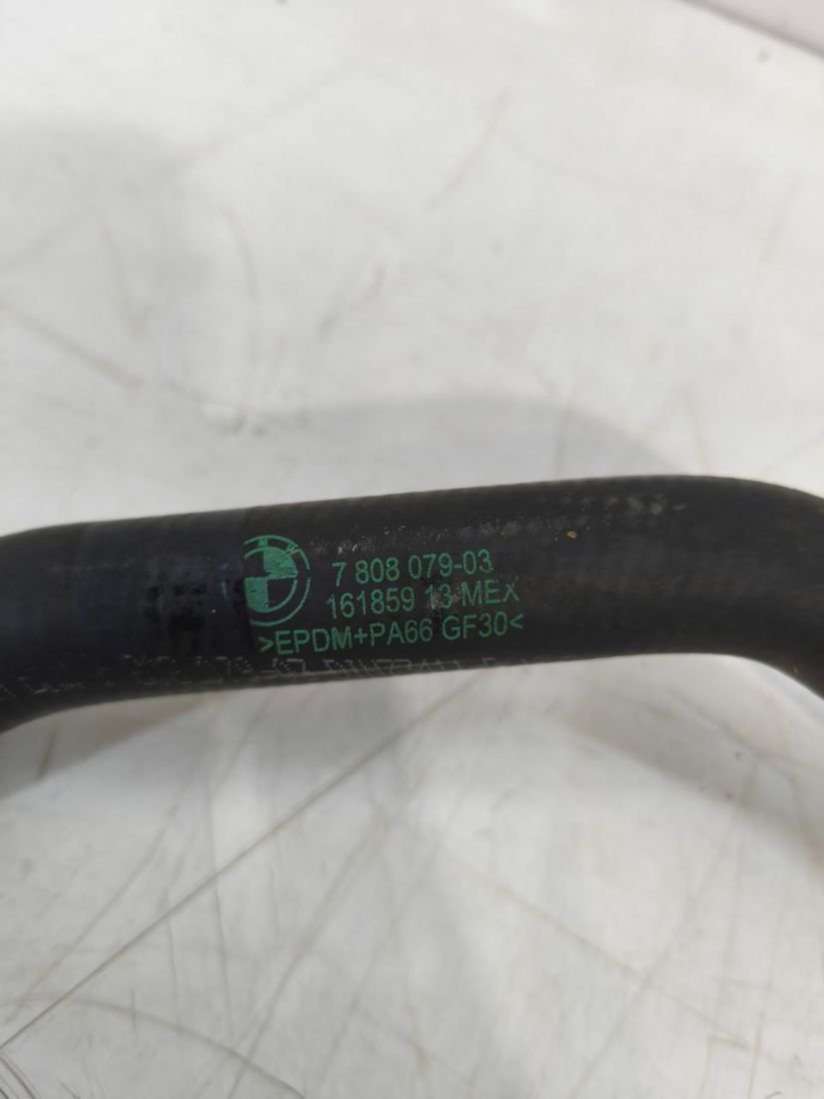 7 808 079-03
161859 13 MEX
>EPDM+PA66 GF30<